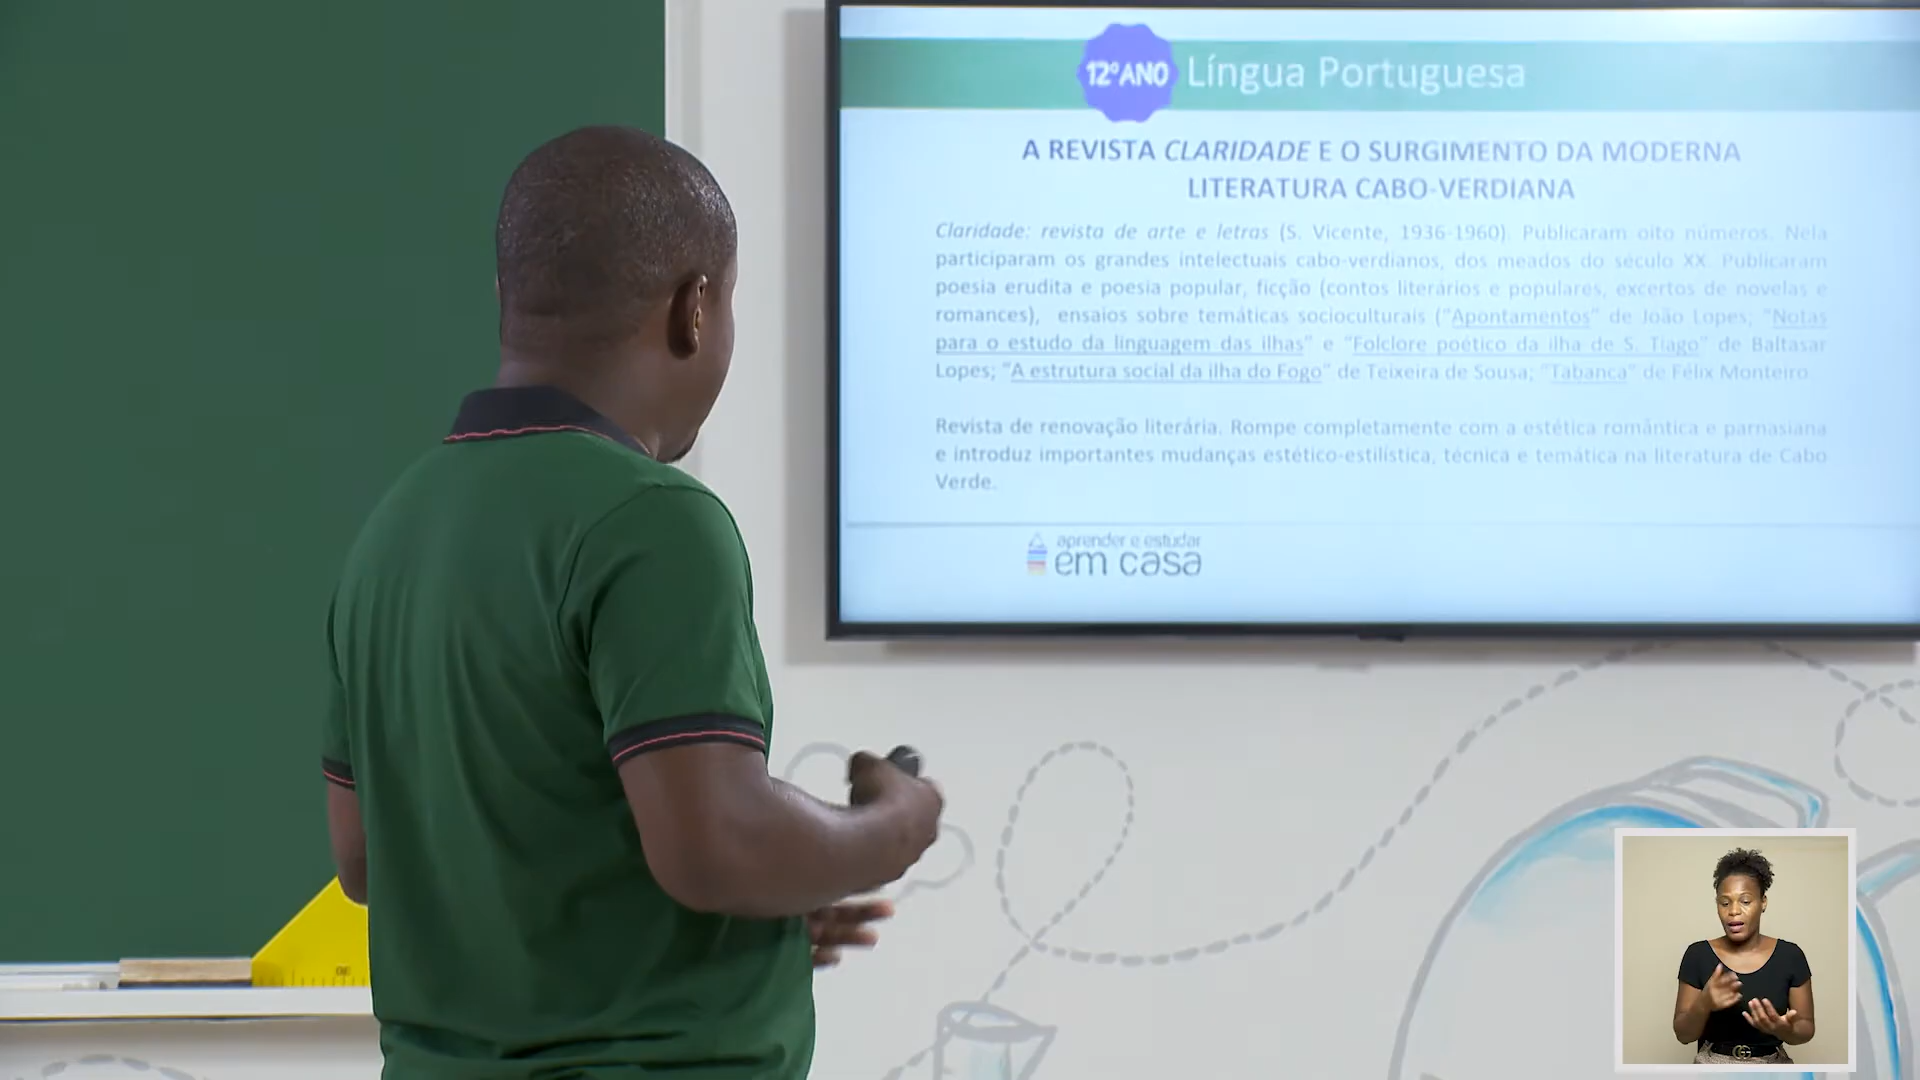 12ºANO Língua Portuguesa
A REVISTA CLARIDADE E O SURGIMENTO DA MODERNA
LITERATURA CABO-VERDIANA
Claridade: revista de arte e letras (S. Vicente, 1936-1960). Publicaram oito números. Nela
participaram os grandes intelectuais cabo-verdianos, dos meados do século XX. Publicaram
poesia erudita e poesia popular, ficção (contos literários e populares, excertos de novelas e
romances), ensaios sobre temáticas socioculturais ("Apontamentos" de João Lopes; "Notas
para o estudo da linguagem das ilhas" e "Folclore poético da ilha de S. Tiago" de Baltasar
Lopes; "A estrutura social da ilha do Fogo" de Teixeira de Sousa; "Tabanca" de Félix Monteiro.
Revista de renovação literária. Rompe completamente com a estética romântica e parnasiana
e introduz importantes mudanças estético-estilística, técnica e temática na literatura de Cabo
Verde.
aprender e estudar
em casa
30